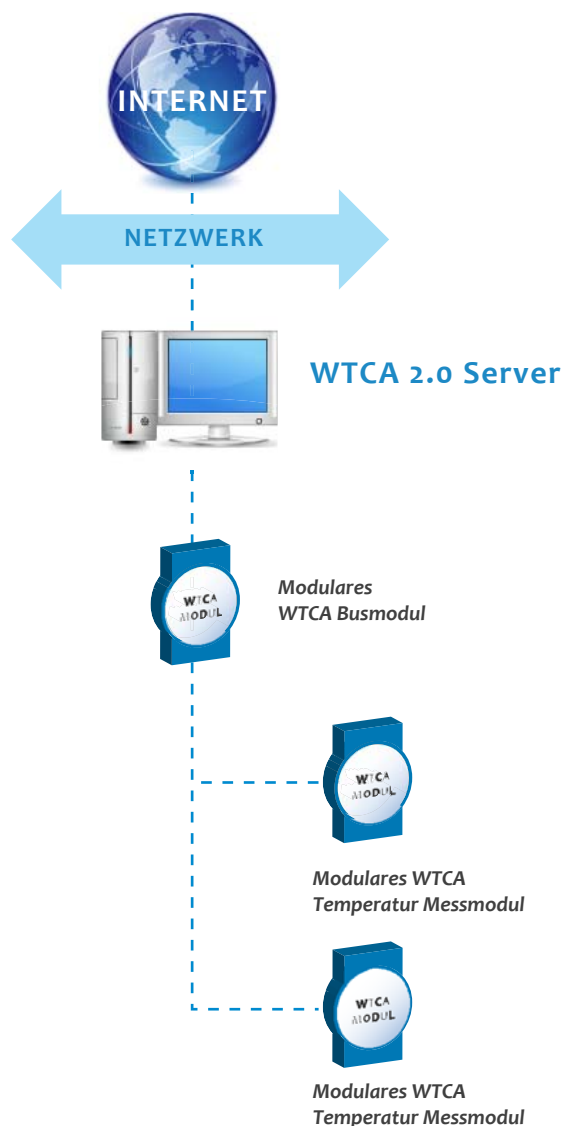 INTERNET
NETZWERK
WTCA 2.0 Server
WTCA
MODUL
Modulares
WTCA Busmodul
WTCA
MODUL
Modulares WTCA
Temperatur Messmodul
WTCA
MODUL
Modulares WTCA
Temperatur Messmodul